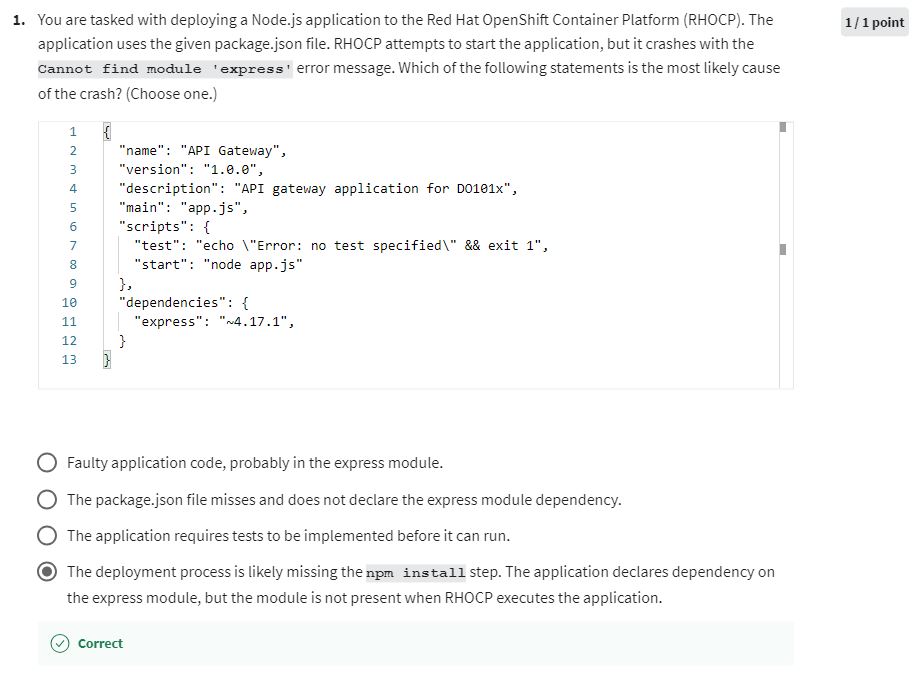 1. You are tasked with deploying a Node.js application to the Red Hat OpenShift Container Platform (RHOCP). The
1 / 1 point
application uses the given package.json file. RHOCP attempts to start the application, but it crashes with the
Cannot find module 'express' error message. Which of the following statements is the most likely cause
of the crash? (Choose one.)
1 {
2 "name": "API Gateway",
3 "version": "1.0.0",
4 "description": "API gateway application for DO101x",
5 "main": "app.js",
6 "scripts": {
7 "test": "echo \"Error: no test specified\" && exit 1",
8 "start": "node app.js"
9 },
10 "dependencies": {
11 "express": "~4.17.1",
12 }
13 }
Faulty application code, probably in the express module.
The package.json file misses and does not declare the express module dependency.
The application requires tests to be implemented before it can run.
The deployment process is likely missing the npm install step. The application declares dependency on
the express module, but the module is not present when RHOCP executes the application.
Correct